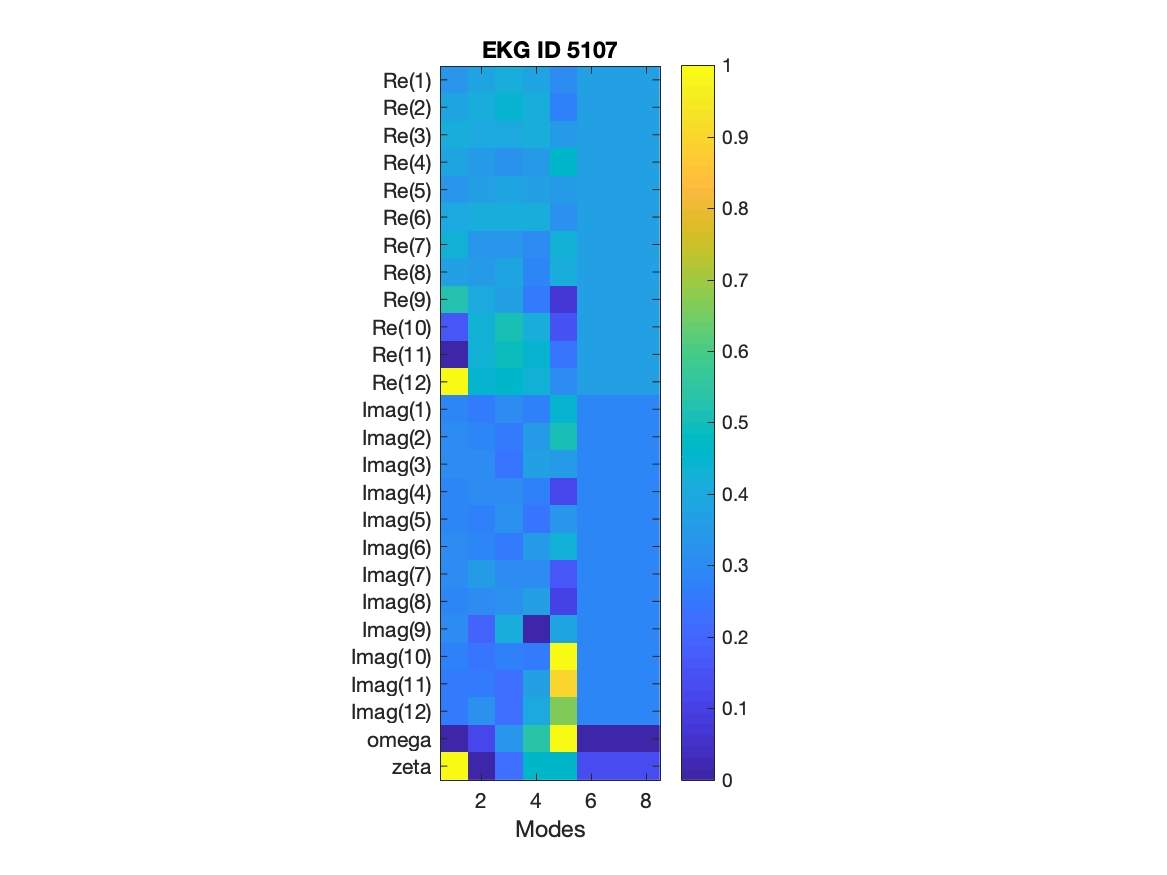 EKG ID 5107
Re(1)
Re(2)
Re(3)
Re(4)
Re(5)
Re(6)
Re(7)
Re(8)
Re(9)
Re(10)
Re(11)
Re(12)
Imag(1)
Imag(2)
Imag(3)
Imag(4)
Imag(5)
Imag(6)
Imag(7)
Imag(8)
Imag(9)
Imag(10)
Imag(11)
Imag(12)
omega
zeta
2 4 6 8
Modes
1
0.9
0.8
0.7
0.6
0.5
0.4
0.3
0.2
0.1
0